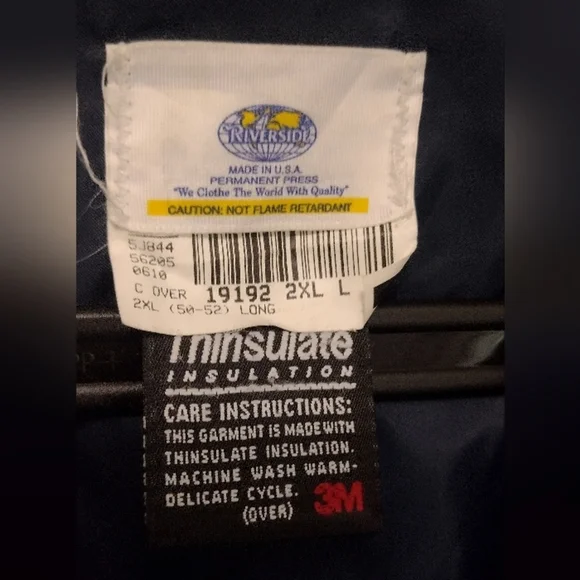 RIVERSIDE
MADE IN U.S.A.
PERMANENT PRESS
"We Clothe The World With Quality"
CAUTION: NOT FLAME RETARDANT
5J844
56205
0610
C OVER 19192 2XL L
2XL (50-52) LONG
Thinsulate
INSULATION
CARE INSTRUCTIONS:
THIS GARMENT IS MADE WITH
THINSULATE INSULATION.
MACHINE WASH WARM-
DELICATE CYCLE.
(OVER) 3M